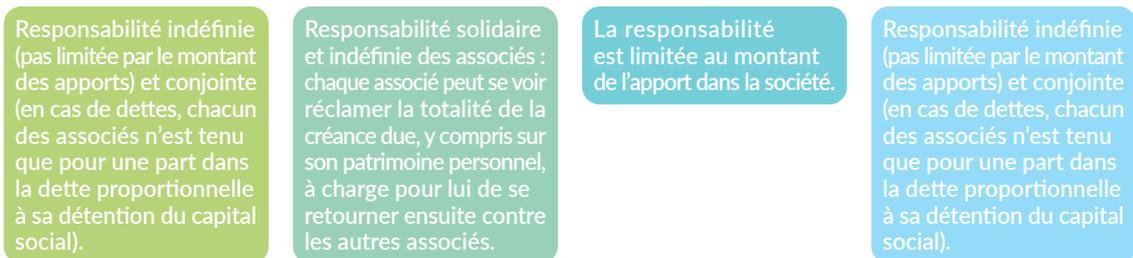 Responsabilité indéfinie
(pas limitée par le montant
des apports) et conjointe
(en cas de dettes, chacun
des associés n’est tenu
que pour une part dans
la dette proportionnelle
à sa détention du capital
social).
Responsabilité solidaire
et indéfinie des associés :
chaque associé peut se voir
réclamer la totalité de la
créance due, y compris sur
son patrimoine personnel,
à charge pour lui de se
retourner ensuite contre
les autres associés.
La responsabilité
est limitée au montant
de l’apport dans la société.
Responsabilité indéfinie
(pas limitée par le montant
des apports) et conjointe
(en cas de dettes, chacun
des associés n’est tenu
que pour une part dans
la dette proportionnelle
à sa détention du capital
social).